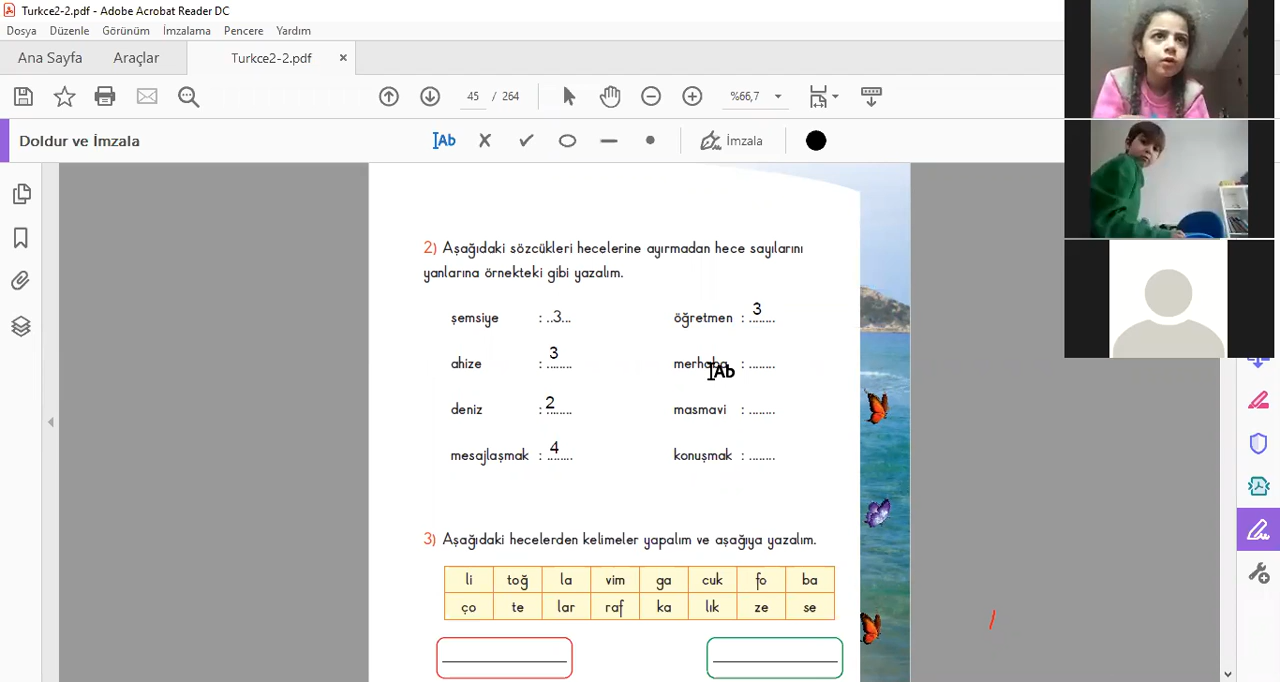 Turkce2-2.pdf - Adobe Acrobat Reader DC
Dosya Düzenle Görünüm İmzalama Pencere Yardım
Ana Sayfa Araçlar Turkce2-2.pdf ×
45 / 264 %66,7
Doldur ve İmzala Ab İmzala
2) Aşağıdaki sözcükleri hecelerine ayırmadan hece sayılarını
yanlarına örnekteki gibi yazalım.
şemsiye : ..3... öğretmen : 3 ........
ahize : 3 ........ merhaba : ........
Ab
deniz : 2 ........ masmavi : ........
mesajlaşmak : 4 ........ konuşmak : ........
3) Aşağıdaki hecelerden kelimeler yapalım ve aşağıya yazalım.
li toğ la vim ga cuk fo ba
ço te lar raf ka lık ze se